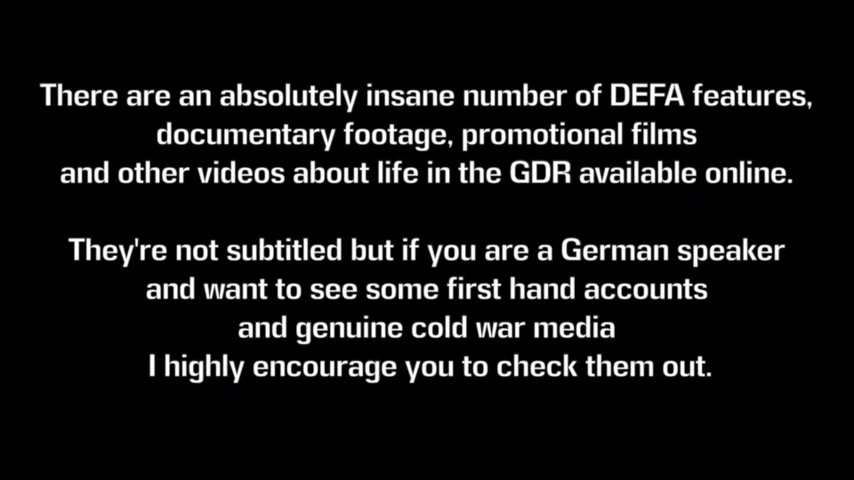 There are an absolutely insane number of DEFA features,
documentary footage, promotional films
and other videos about life in the GDR available online.
They're not subtitled but if you are a German speaker
and want to see some first hand accounts
and genuine cold war media
I highly encourage you to check them out.